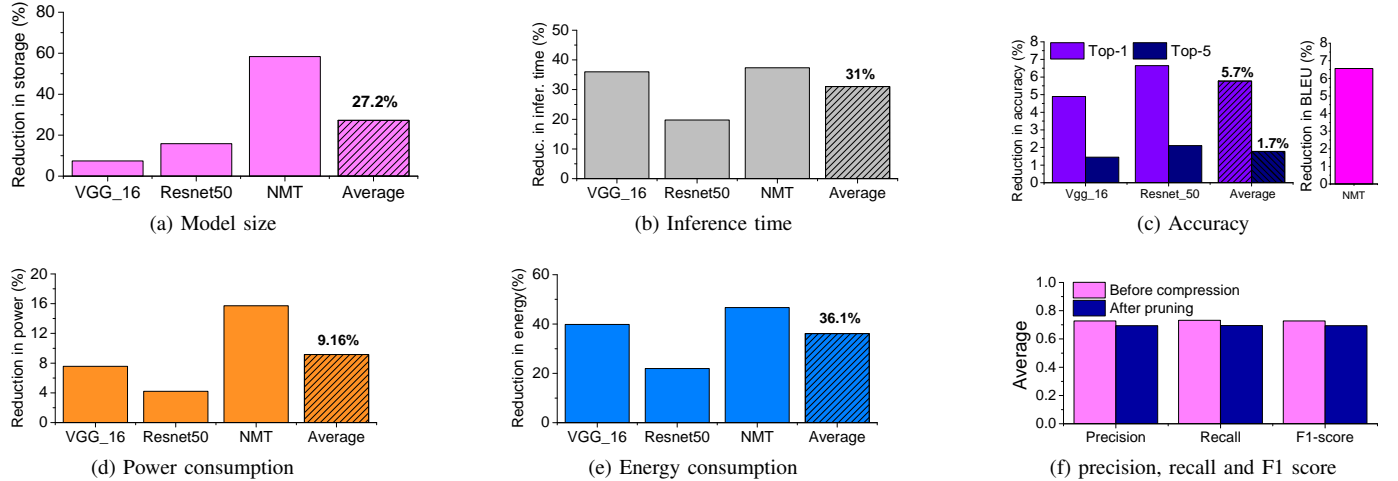 Reduction in storage (%)
80
60
40
20
0
27.2%
VGG_16 Resnet50 NMT Average
(a) Model size
Reduc. in infer. time (%)
50
40
30
20
10
0
31%
VGG_16 Resnet50 NMT Average
(b) Inference time
Reduction in accuracy (%)
8
7
6
5
4
3
2
1
0
Top-1 Top-5
5.7%
1.7%
Vgg_16 Resnet_50 Average
Reduction in BLEU (%)
8
7
6
5
4
3
2
1
0
NMT
(c) Accuracy
Reduction in power (%)
20
16
12
8
4
0
9.16%
VGG_16 Resnet50 NMT Average
(d) Power consumption
Reduction in energy(%)
60
40
20
0
36.1%
VGG_16 Resnet50 NMT Average
(e) Energy consumption
Average
1.0
0.8
0.6
0.4
0.2
0.0
Before compression
After pruning
Precision Recall F1-score
(f) precision, recall and F1 score